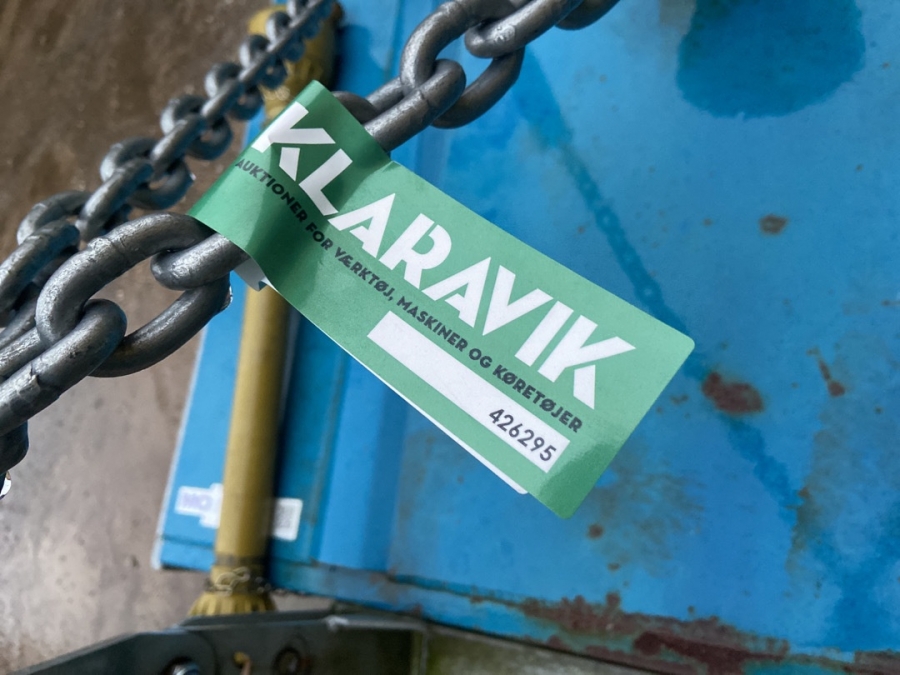 KLARAVIK
AUKTIONER FOR VÆRKTØJ, MASKINER OG KØRETØJER
426295